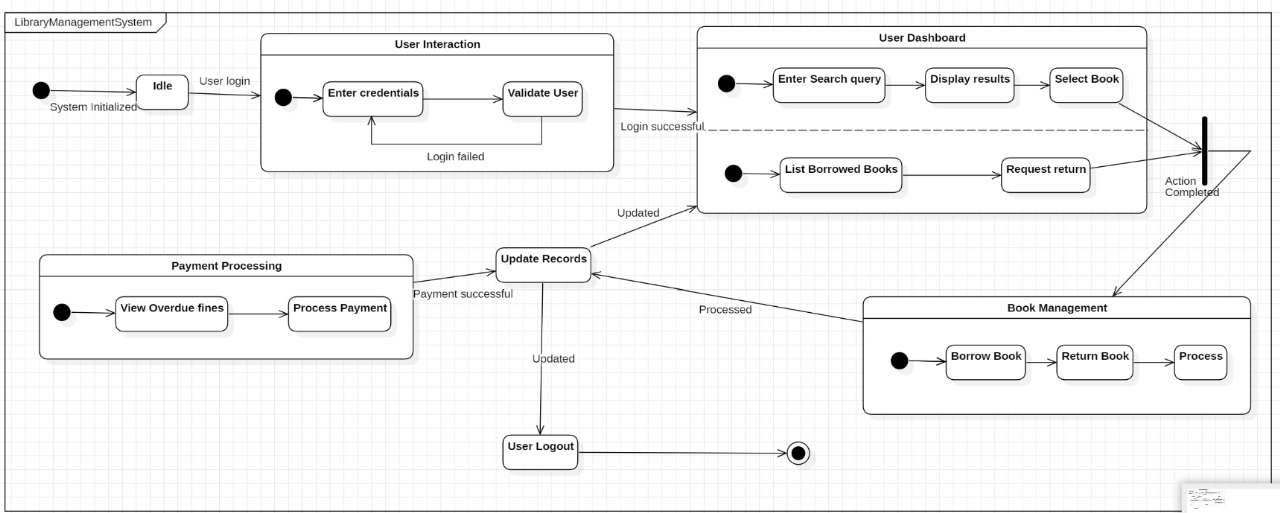 LibraryManagementSystem
User Interaction
User Dashboard
System Initialized
Idle
User login
Enter credentials
Validate User
Login failed
Login successful
Enter Search query
Display results
Select Book
List Borrowed Books
Request return
Action
Completed
Updated
Payment Processing
View Overdue fines
Process Payment
Payment successful
Update Records
Processed
Book Management
Borrow Book
Return Book
Process
Updated
User Logout